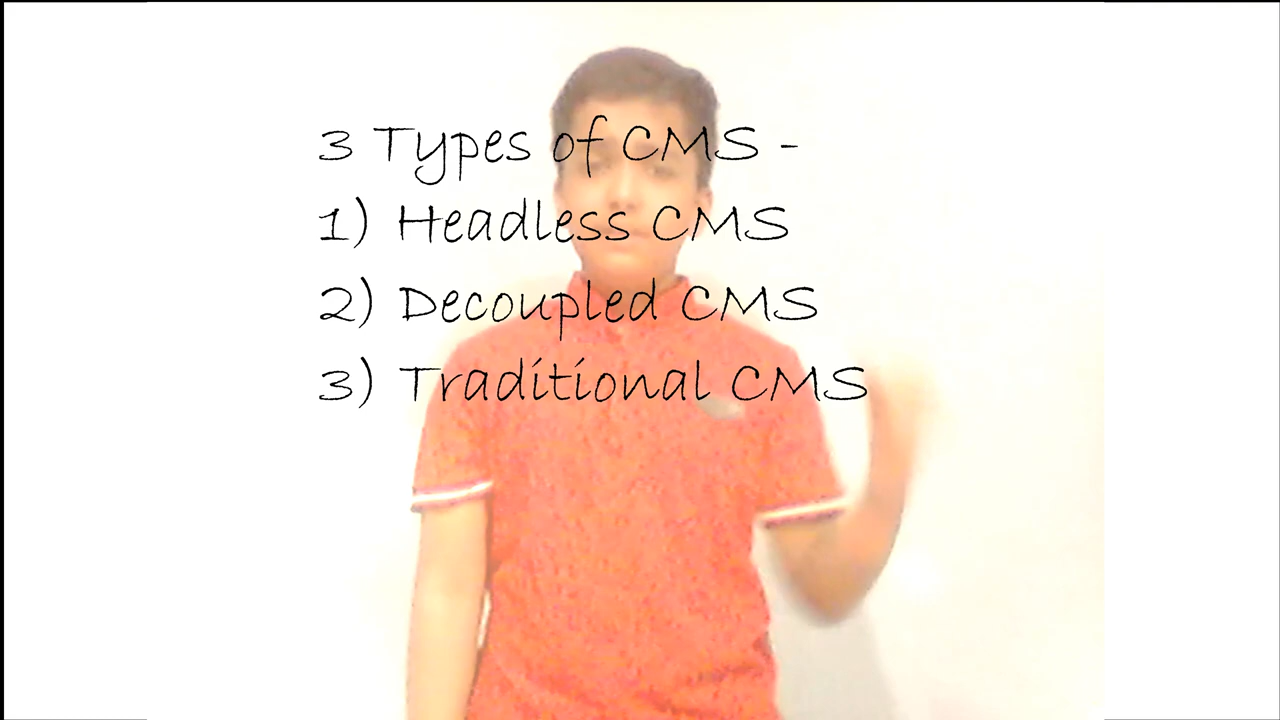 3 Types of CMS -
1) Headless CMS
2) Decoupled CMS
3) Traditional CMS